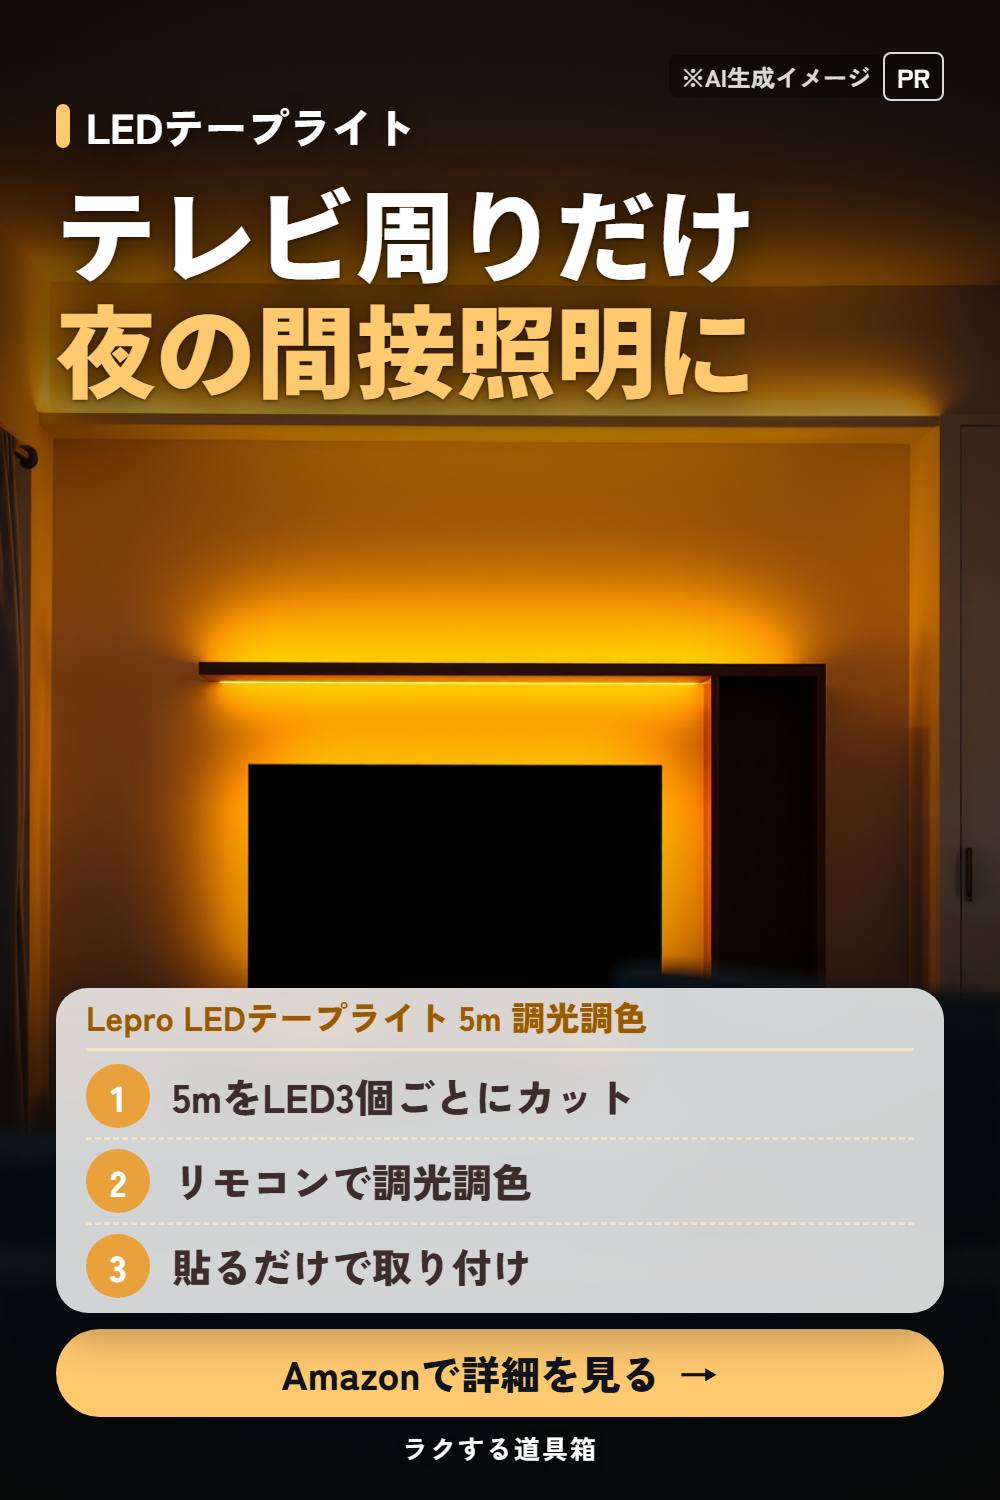 ※AI生成イメージ PR
LEDテープライト
テレビ周りだけ
夜の間接照明に
Lepro LEDテープライト 5m 調光調色
1 5mをLED3個ごとにカット
2 リモコンで調光調色
3 貼るだけで取り付け
Amazonで詳細を見る →
ラクする道具箱